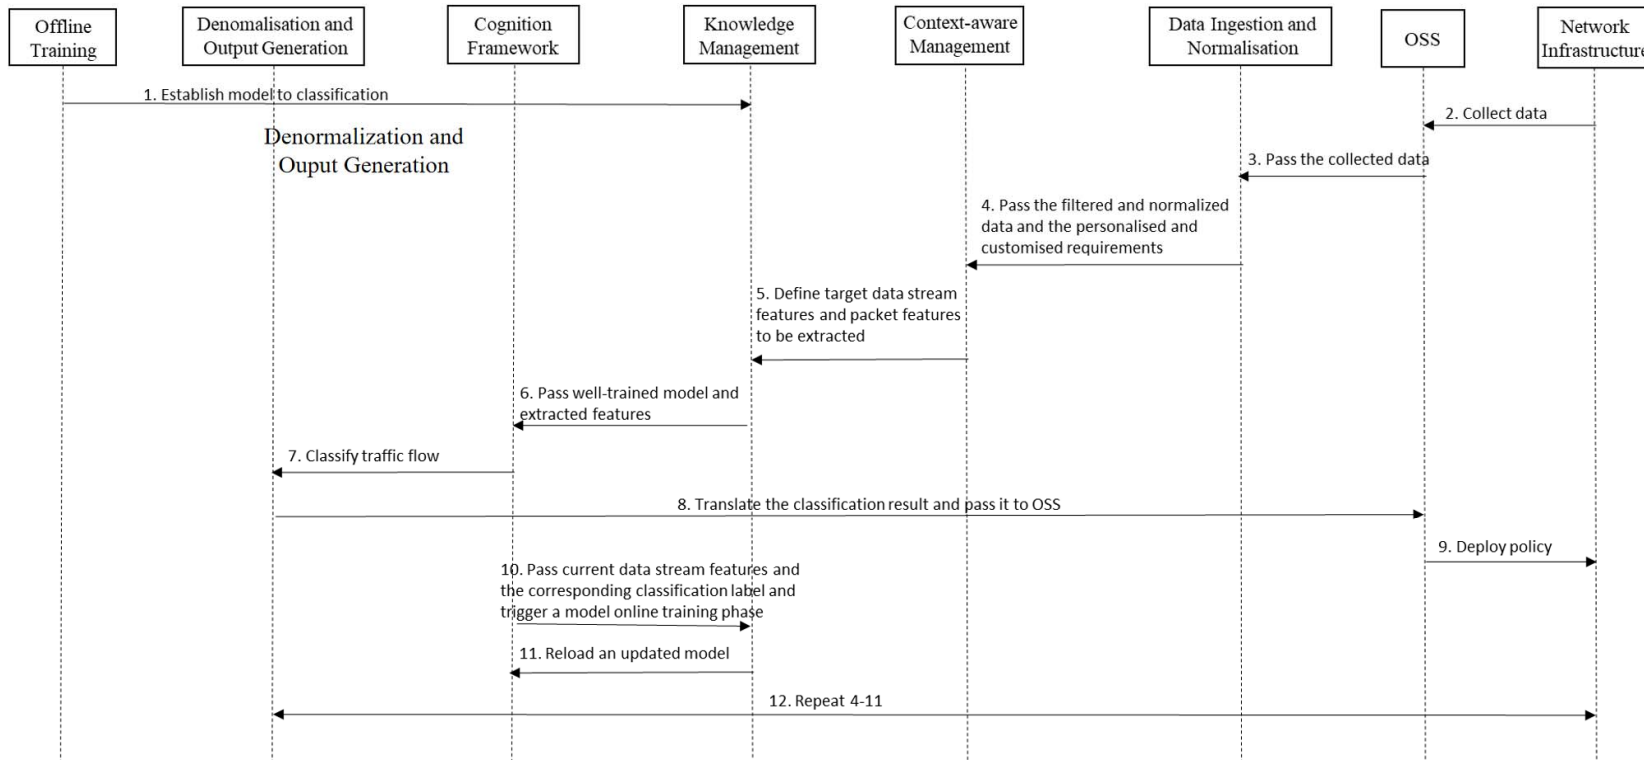 Offline
Training
Denomalisation and
Output Generation
Cognition
Framework
Knowledge
Management
Context-aware
Management
Data Ingestion and
Normalisation
OSS
Network
Infrastructure
1. Establish model to classification
2. Collect data
Denormalization and
Ouput Generation
3. Pass the collected data
4. Pass the filtered and normalized
data and the personalised and
customised requirements
5. Define target data stream
features and packet features
to be extracted
6. Pass well-trained model and
extracted features
7. Classify traffic flow
8. Translate the classification result and pass it to OSS
9. Deploy policy
10. Pass current data stream features and
the corresponding classification label and
trigger a model online training phase
11. Reload an updated model
12. Repeat 4-11